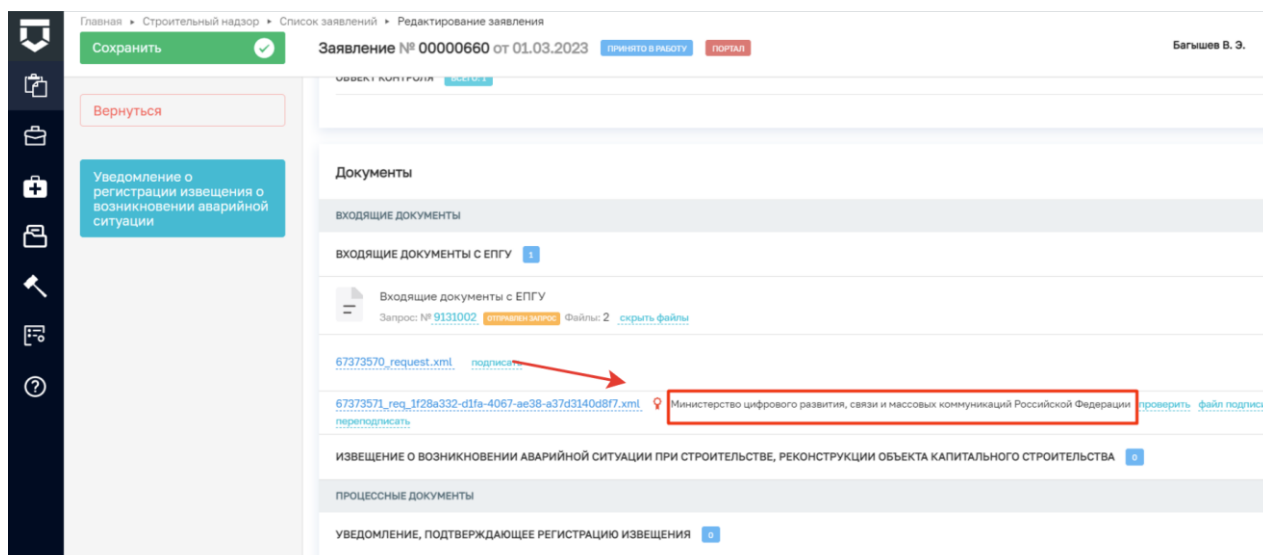 Главная ▸ Строительный надзор ▸ Список заявлений ▸ Редактирование заявления
Сохранить
Заявление № 00000660 от 01.03.2023 ПРИНЯТО В РАБОТУ ПОРТАЛ
Багышев В. Э.
ОБЪЕКТ КОНТРОЛЯ ВСЕГО: 1
Вернуться
Уведомление о
регистрации извещения о
возникновении аварийной
ситуации
Документы
ВХОДЯЩИЕ ДОКУМЕНТЫ
ВХОДЯЩИЕ ДОКУМЕНТЫ С ЕПГУ 1
Входящие документы с ЕПГУ
Запрос: № 9131002 ОТПРАВЛЕН ЗАПРОС Файлы: 2 скрыть файлы
67373570_request.xml подписать
67373571_req_1f28a332-d1fa-4067-ae38-a37d3140d8f7.xml Министерство цифрового развития, связи и массовых коммуникаций Российской Федерации проверить файл подписи
переподписать
ИЗВЕЩЕНИЕ О ВОЗНИКНОВЕНИИ АВАРИЙНОЙ СИТУАЦИИ ПРИ СТРОИТЕЛЬСТВЕ, РЕКОНСТРУКЦИИ ОБЪЕКТА КАПИТАЛЬНОГО СТРОИТЕЛЬСТВА 0
ПРОЦЕССНЫЕ ДОКУМЕНТЫ
УВЕДОМЛЕНИЕ, ПОДТВЕРЖДАЮЩЕЕ РЕГИСТРАЦИЮ ИЗВЕЩЕНИЯ 0